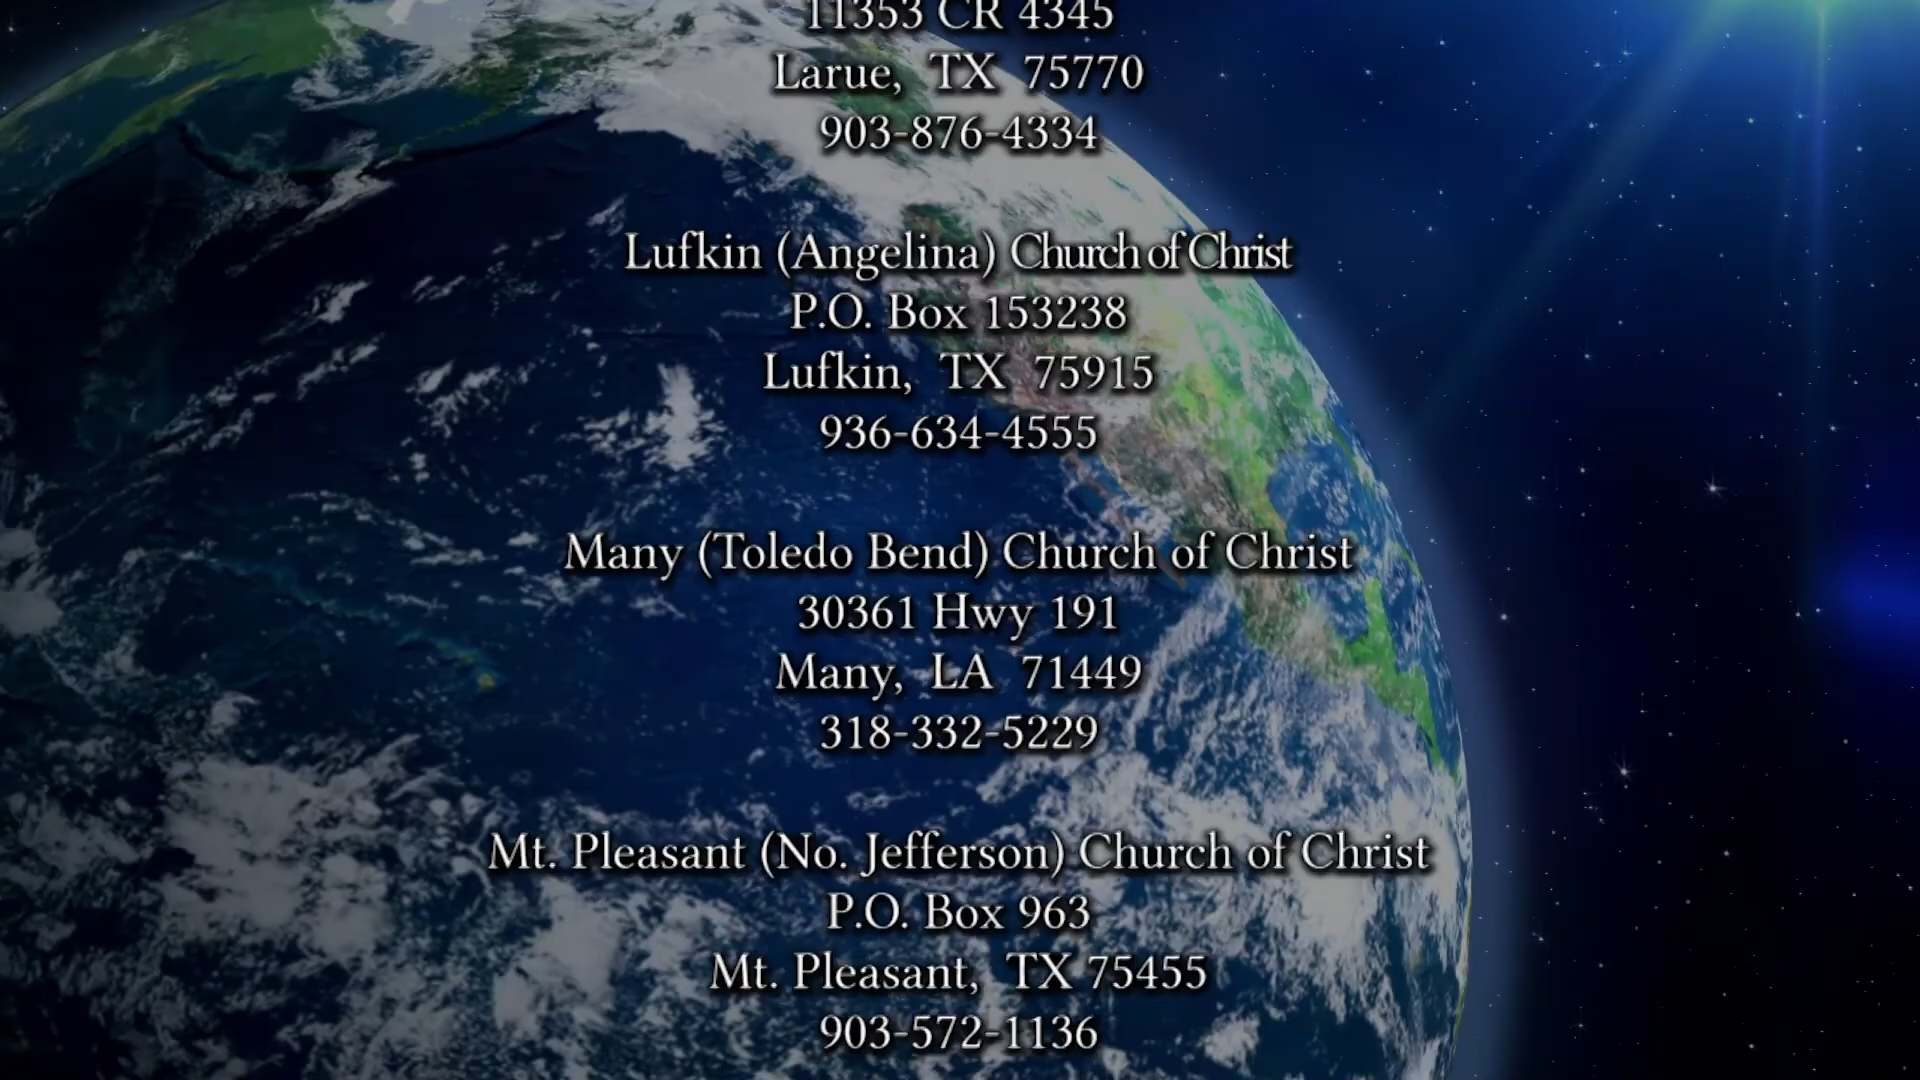 11353 CR 4345
Larue, TX 75770
903-876-4334
Lufkin (Angelina) Church of Christ
P.O. Box 153238
Lufkin, TX 75915
936-634-4555
Many (Toledo Bend) Church of Christ
30361 Hwy 191
Many, LA 71449
318-332-5229
Mt. Pleasant (No. Jefferson) Church of Christ
P.O. Box 963
Mt. Pleasant, TX 75455
903-572-1136